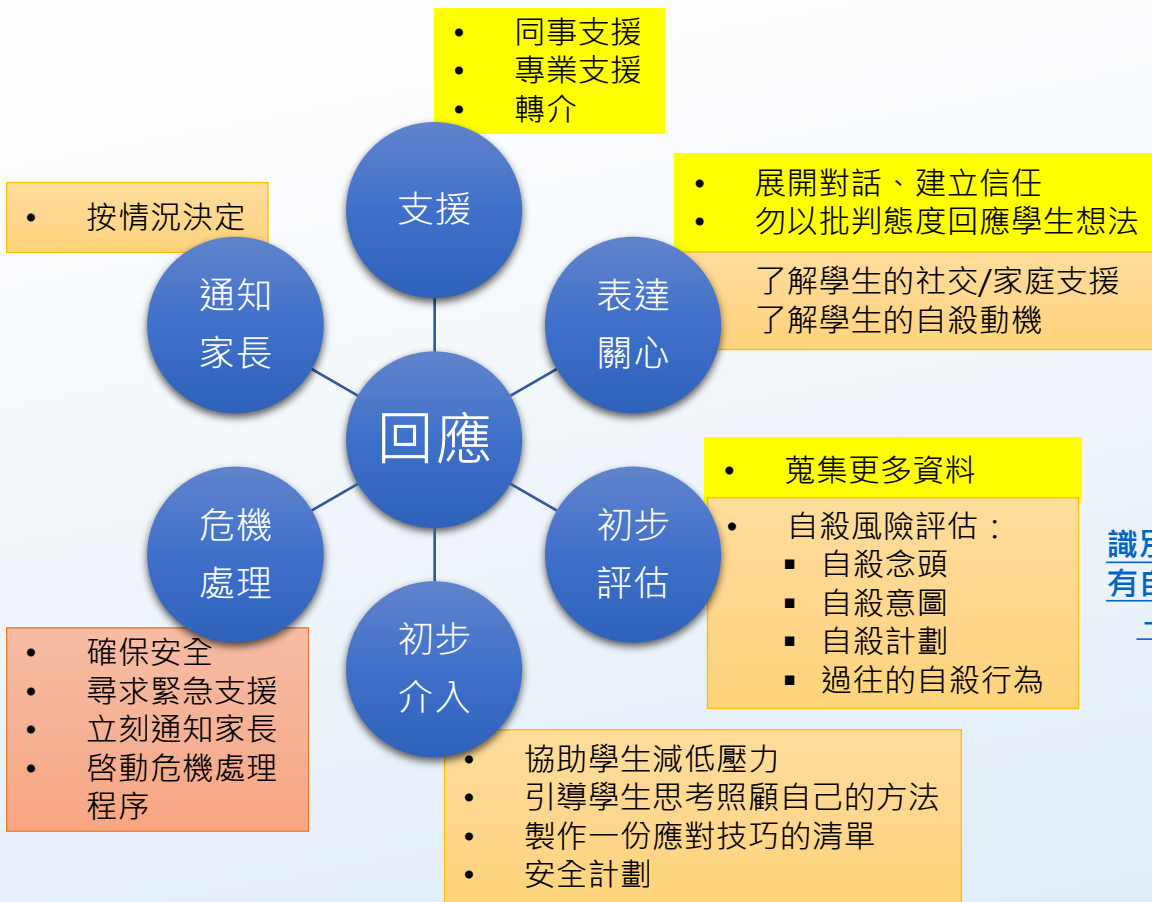 • 同事支援
• 專業支援
• 轉介
支援
• 按情況決定
通知
家長
• 展開對話、建立信任
• 勿以批判態度回應學生想法
了解學生的社交/家庭支援
了解學生的自殺動機
表達
關心
回應
• 蒐集更多資料
• 自殺風險評估：
▪ 自殺念頭
▪ 自殺意圖
▪ 自殺計劃
▪ 過往的自殺行為
初步
評估
危機
處理
• 確保安全
• 尋求緊急支援
• 立刻通知家長
• 啓動危機處理
程序
初步
介入
• 協助學生減低壓力
• 引導學生思考照顧自己的方法
• 製作一份應對技巧的清單
• 安全計劃
識別
有自